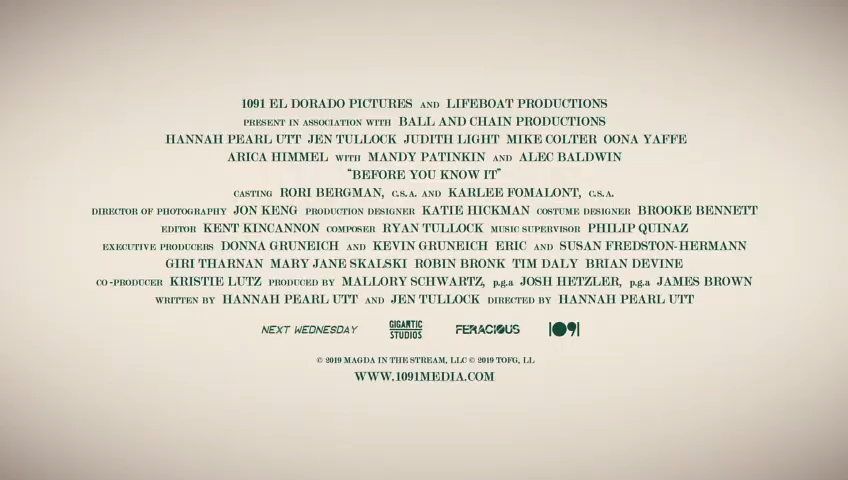 1091 EL DORADO PICTURES AND LIFEBOAT PRODUCTIONS
PRESENT IN ASSOCIATION WITH BALL AND CHAIN PRODUCTIONS
HANNAH PEARL UTT JEN TULLOCK JUDITH LIGHT MIKE COLTER OONA YAFFE
ARICA HIMMEL WITH MANDY PATINKIN AND ALEC BALDWIN
"BEFORE YOU KNOW IT"
CASTING RORI BERGMAN, C.S.A. AND KARLEE FOMALONT, C.S.A.
DIRECTOR OF PHOTOGRAPHY JON KENG PRODUCTION DESIGNER KATIE HICKMAN COSTUME DESIGNER BROOKE BENNETT
EDITOR KENT KINCANNON COMPOSER RYAN TULLOCK MUSIC SUPERVISOR PHILIP QUINAZ
EXECUTIVE PRODUCERS DONNA GRUNEICH AND KEVIN GRUNEICH ERIC AND SUSAN FREDSTON-HERMANN
GIRI THARNAN MARY JANE SKALSKI ROBIN BRONK TIM DALY BRIAN DEVINE
CO-PRODUCER KRISTIE LUTZ PRODUCED BY MALLORY SCHWARTZ, p.g.a JOSH HETZLER, p.g.a JAMES BROWN
WRITTEN BY HANNAH PEARL UTT AND JEN TULLOCK DIRECTED BY HANNAH PEARL UTT
NEXT WEDNESDAY GIGANTIC STUDIOS FERACIOUS 1091
© 2019 MAGDA IN THE STREAM, LLC © 2019 TOFG, LL
WWW.1091MEDIA.COM